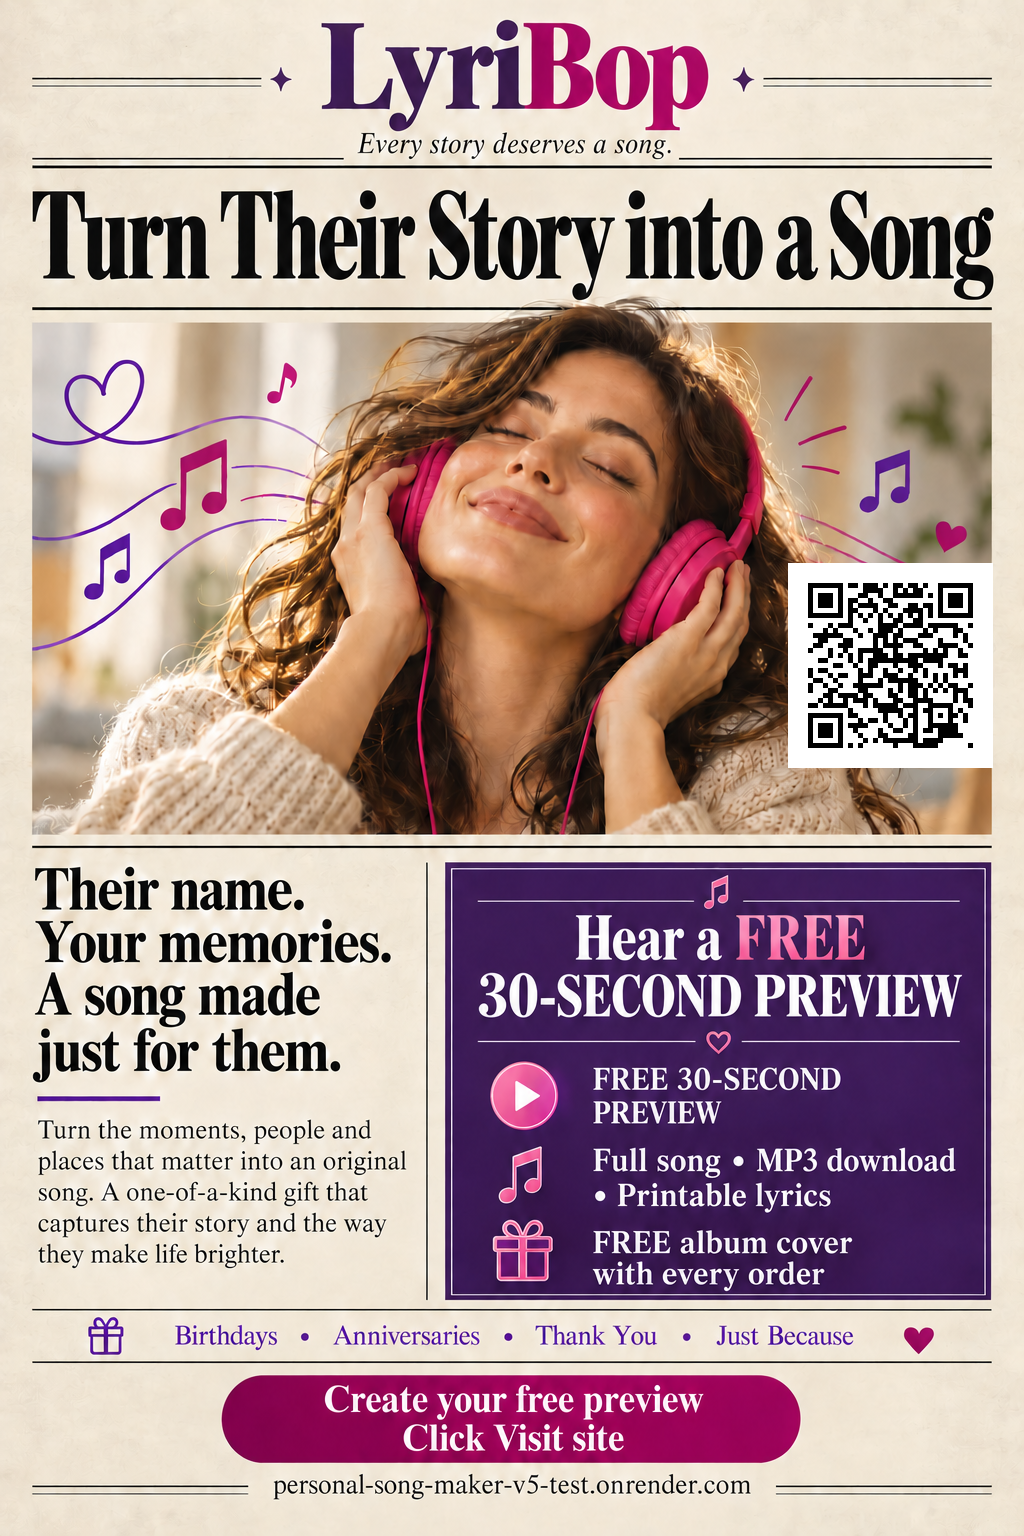 LyriBop
Every story deserves a song.
Turn Their Story into a Song
Their name.
Your memories.
A song made
just for them.
Turn the moments, people and
places that matter into an original
song. A one-of-a-kind gift that
captures their story and the way
they make life brighter.
Hear a FREE
30-SECOND PREVIEW
FREE 30-SECOND
PREVIEW
Full song • MP3 download
• Printable lyrics
FREE album cover
with every order
Birthdays • Anniversaries • Thank You • Just Because
Create your free preview
Click Visit site
personal-song-maker-v5-test.onrender.com